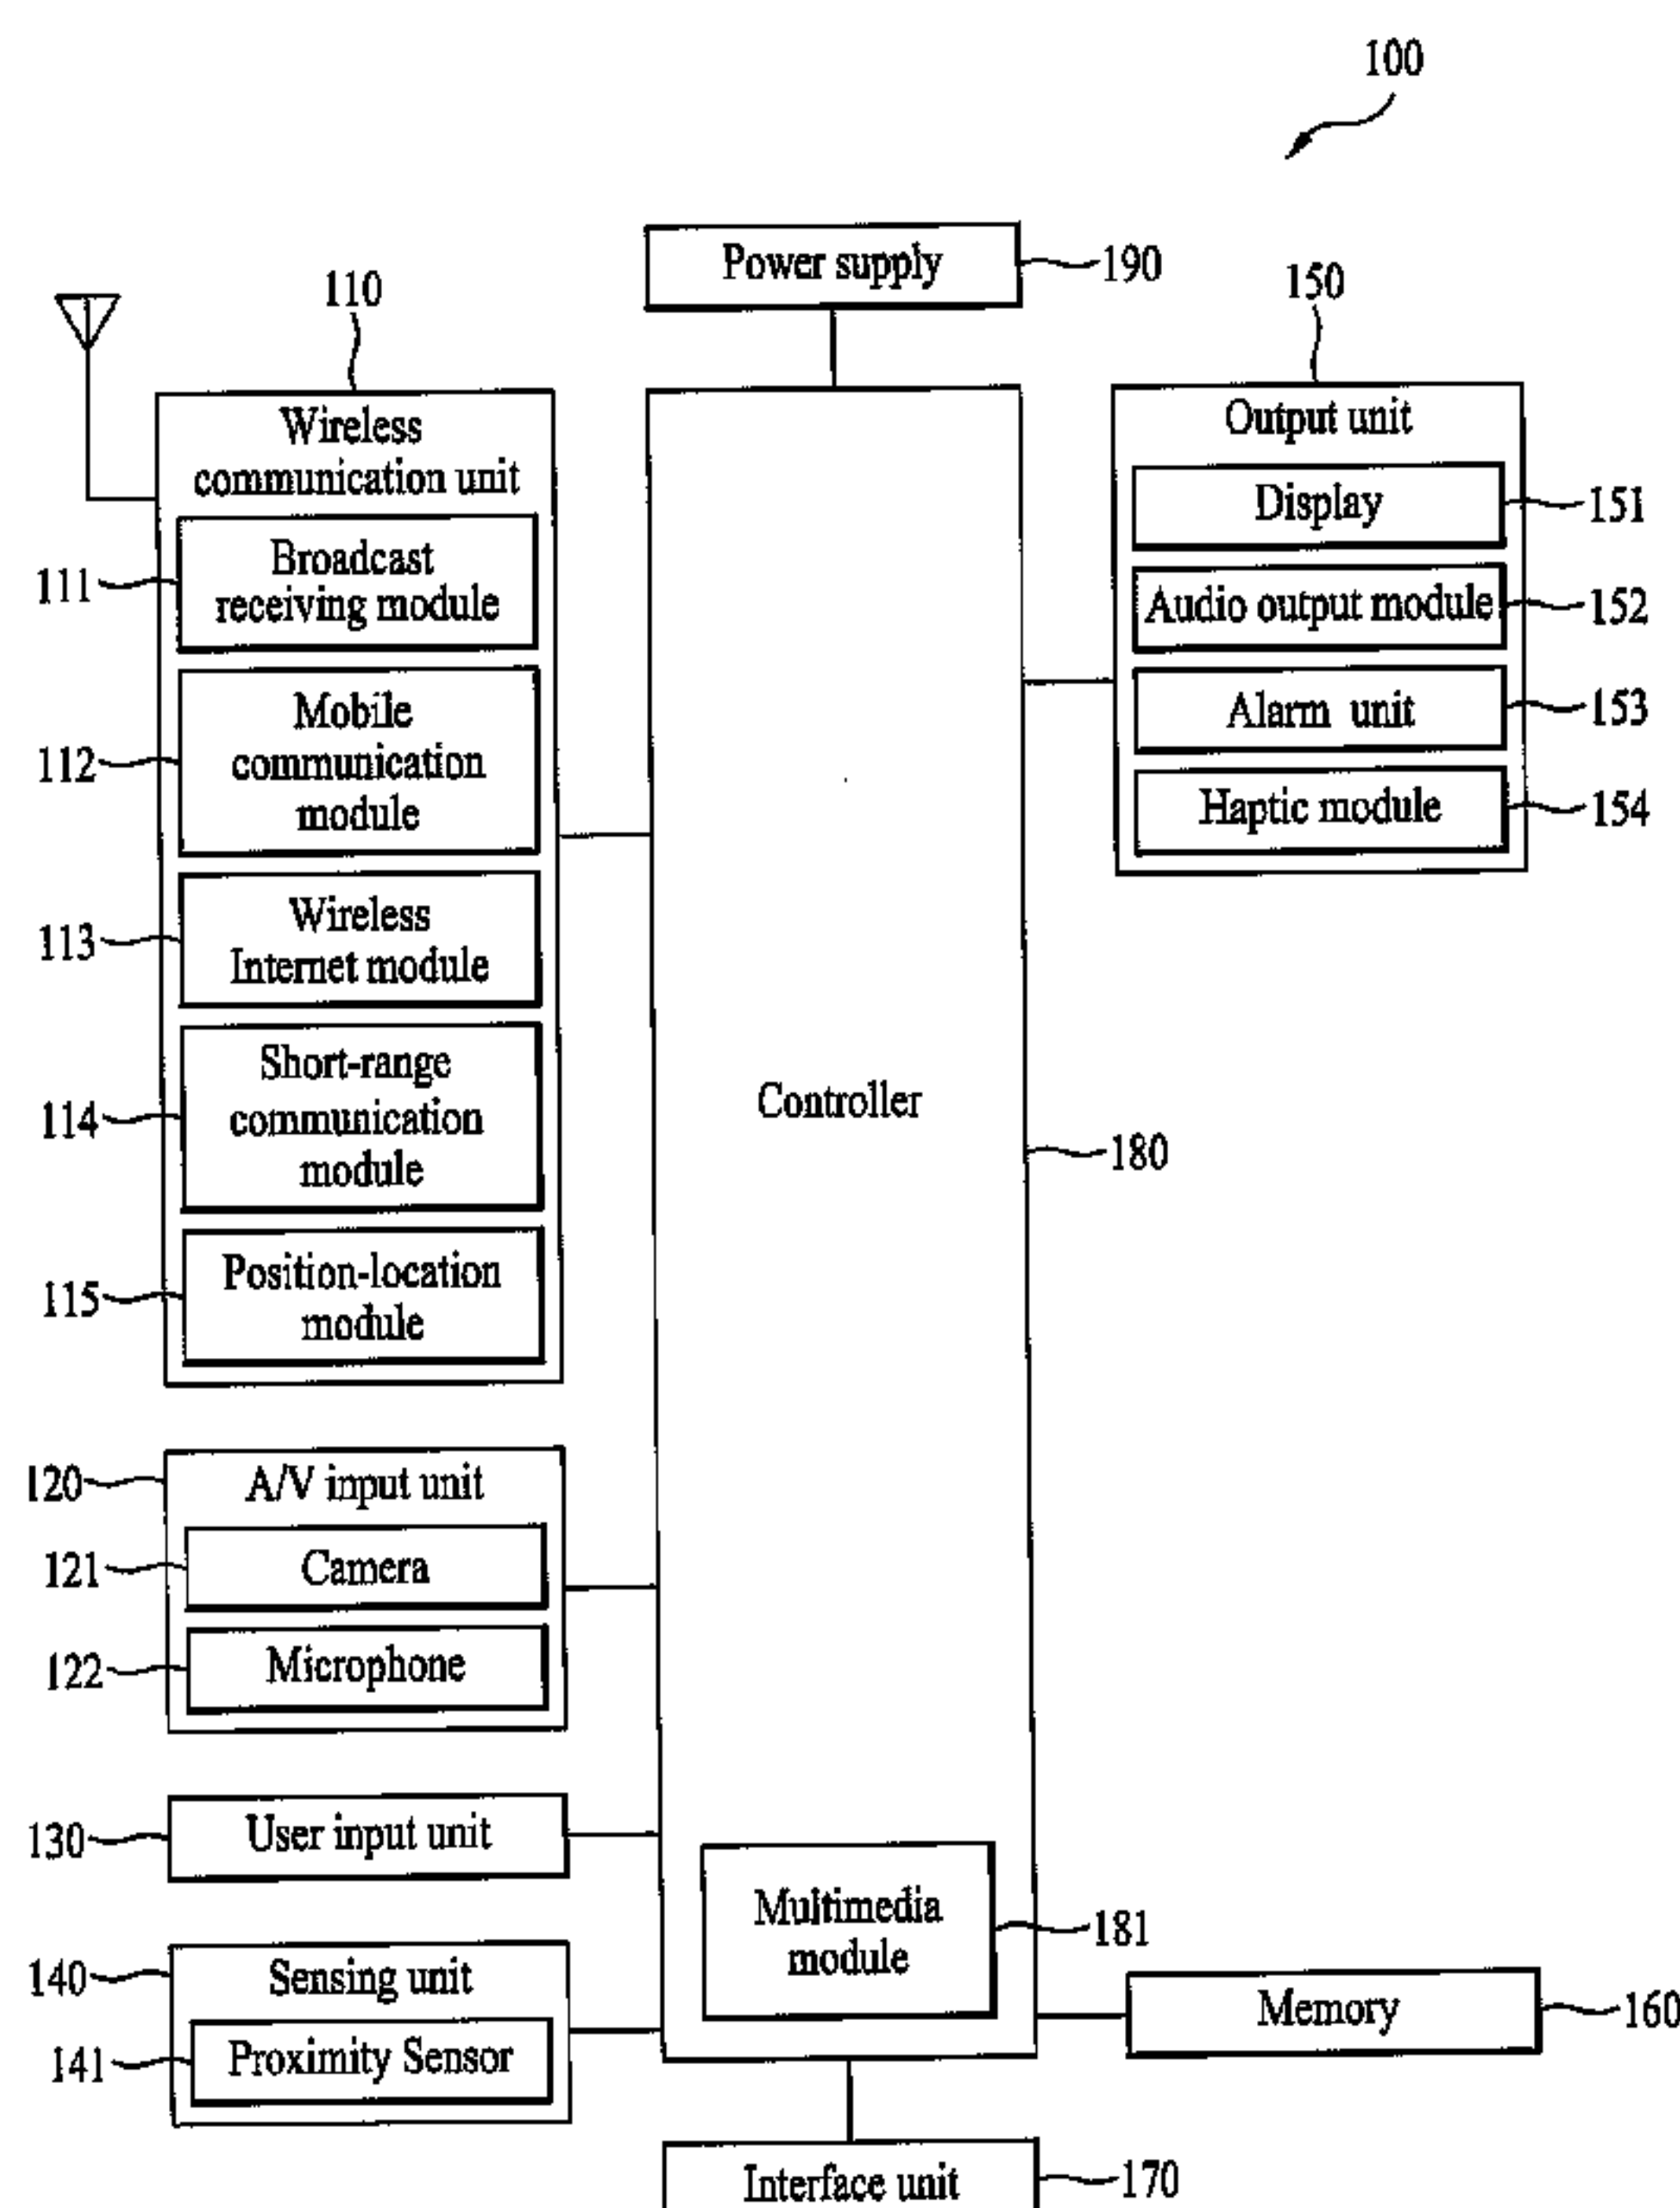 100
Power supply
190
110
150
Wireless
communication unit
Broadcast
receiving module
111
Mobile
communication
module
112
Wireless
Internet module
113
Short-range
communication
module
114
Position-location
module
115
Output unit
Display
151
Audio output module
152
Alarm unit
153
Haptic module
154
Controller
180
120
A/V input unit
121
Camera
122
Microphone
130
User input unit
140
Sensing unit
141
Proximity Sensor
Multimedia
module
181
Memory
160
Interface unit
170